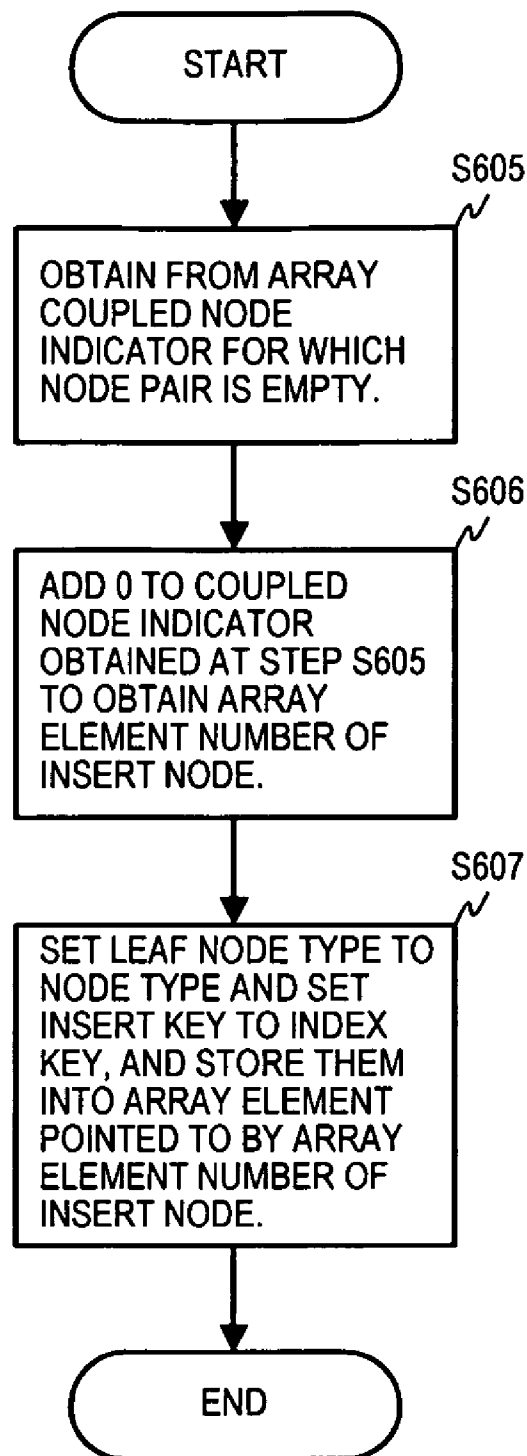 START
S605
OBTAIN FROM ARRAY
COUPLED NODE
INDICATOR FOR WHICH
NODE PAIR IS EMPTY.
S606
ADD 0 TO COUPLED
NODE INDICATOR
OBTAINED AT STEP S605
TO OBTAIN ARRAY
ELEMENT NUMBER OF
INSERT NODE.
S607
SET LEAF NODE TYPE TO
NODE TYPE AND SET
INSERT KEY TO INDEX
KEY, AND STORE THEM
INTO ARRAY ELEMENT
POINTED TO BY ARRAY
ELEMENT NUMBER OF
INSERT NODE.
END